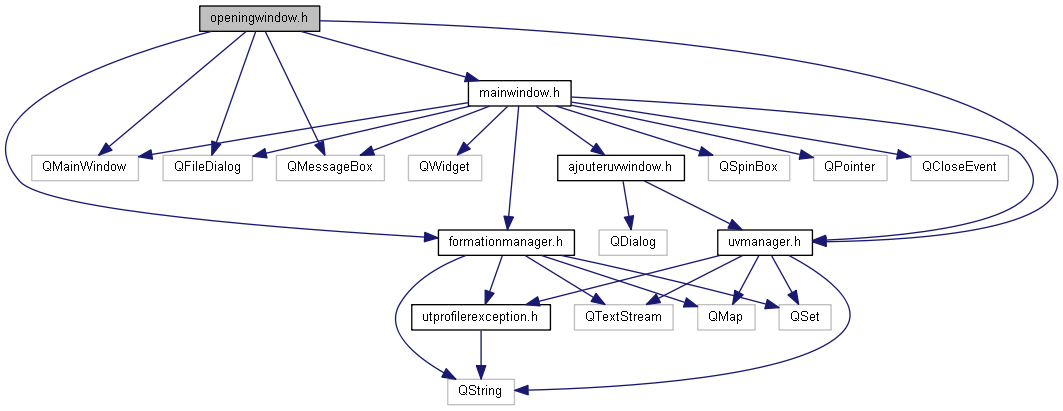 openingwindow.h
mainwindow.h
QMainWindow
QFileDialog
QMessageBox
QWidget
ajouteruvwindow.h
QSpinBox
QPointer
QCloseEvent
formationmanager.h
QDialog
uvmanager.h
utprofilerexception.h
QTextStream
QMap
QSet
QString